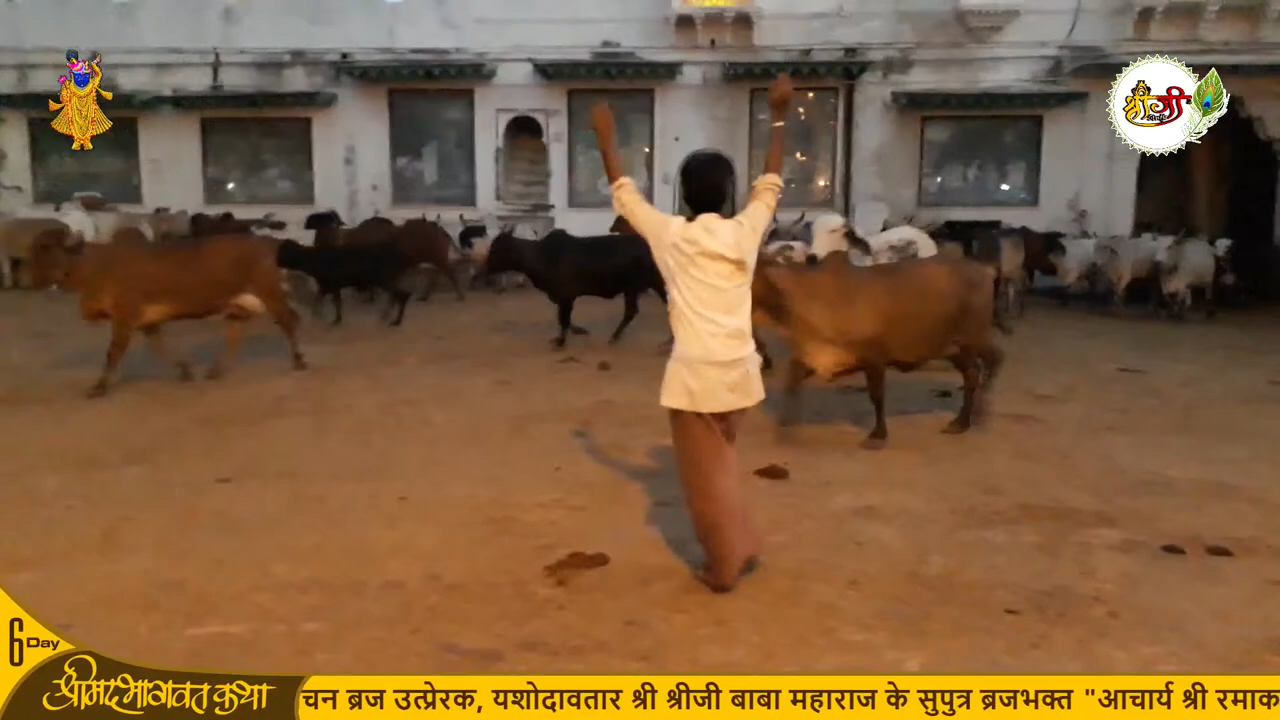 श्रीजी
6 Day
श्रीमद्भागवत कथा
चन ब्रज उत्प्रेरक, यशोदावतार श्री श्रीजी बाबा महाराज के सुपुत्र ब्रजभक्त "आचार्य श्री रमाक